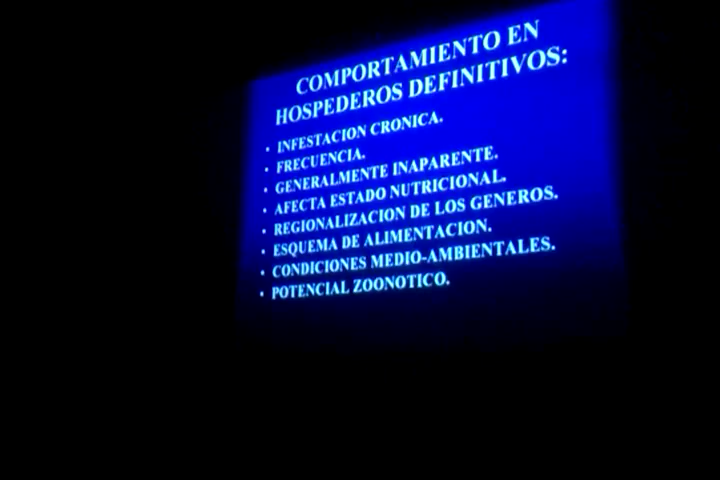 COMPORTAMIENTO EN
HOSPEDEROS DEFINITIVOS:
• INFESTACION CRONICA.
• FRECUENCIA.
• GENERALMENTE INAPARENTE.
• AFECTA ESTADO NUTRICIONAL.
• REGIONALIZACION DE LOS GENEROS.
• ESQUEMA DE ALIMENTACION.
• CONDICIONES MEDIO-AMBIENTALES.
• POTENCIAL ZOONOTICO.